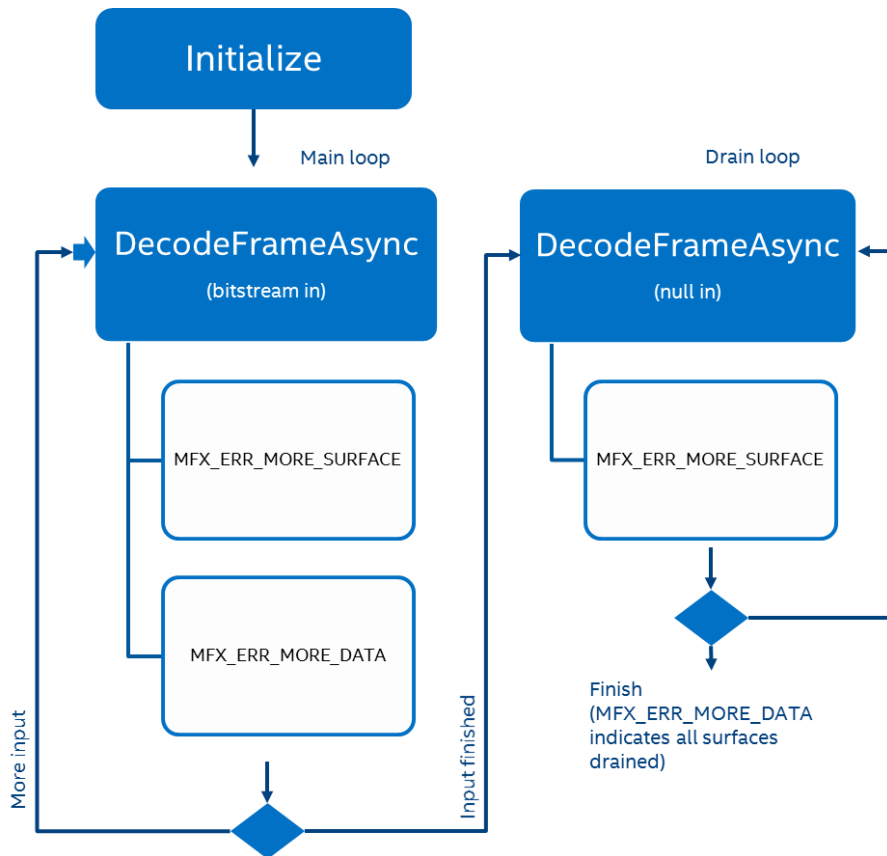 Initialize
Main loop
DecodeFrameAsync
(bitstream in)
MFX_ERR_MORE_SURFACE
MFX_ERR_MORE_DATA
More input
Input finished
Drain loop
DecodeFrameAsync
(null in)
MFX_ERR_MORE_SURFACE
Finish
(MFX_ERR_MORE_DATA
indicates all surfaces
drained)